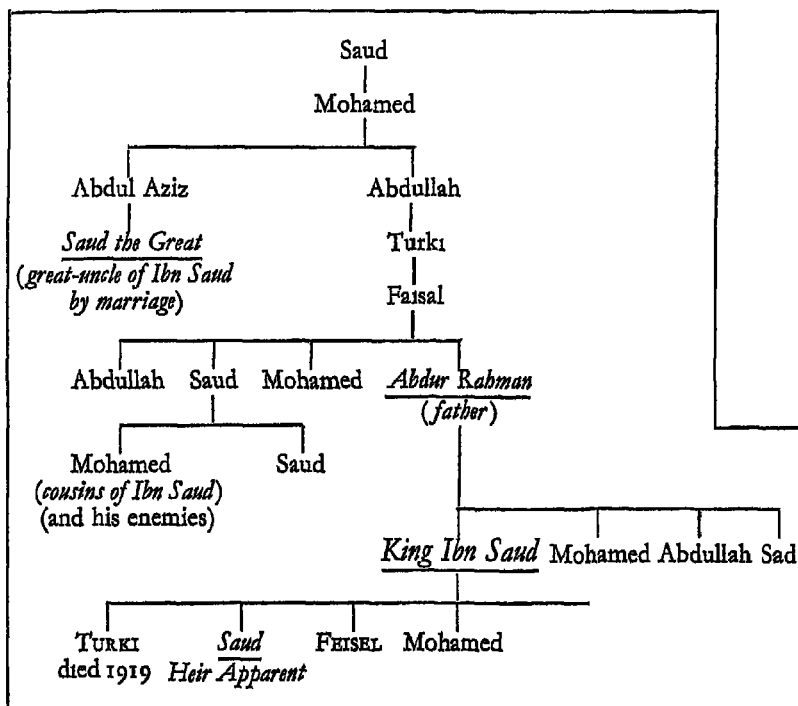 Saud
Mohamed
Abdul Aziz Abdullah
Saud the Great Turki
(great-uncle of Ibn Saud
by marriage) Faisal
Abdullah Saud Mohamed Abdur Rahman
(father)
Mohamed Saud
(cousins of Ibn Saud)
(and his enemies)
King Ibn Saud Mohamed Abdullah Sad
TURKI Saud FEISEL Mohamed
died 1919 Heir Apparent